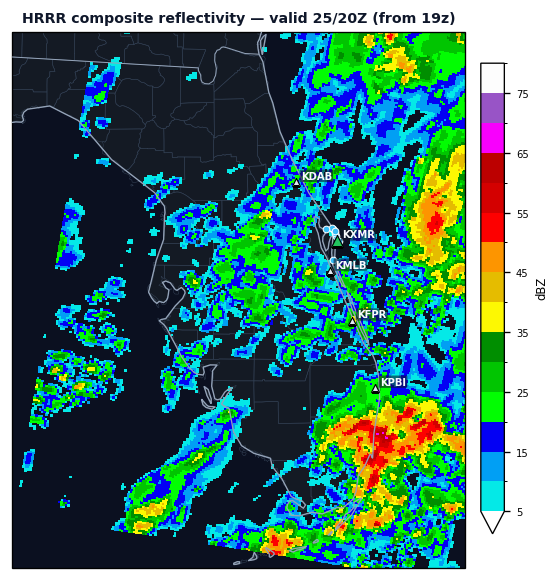 HRRR composite reflectivity — valid 25/20Z (from 19z)
KDAB
KXMR
KMLB
KFPR
KPBI
75
65
55
45
35
25
15
5
dBZ